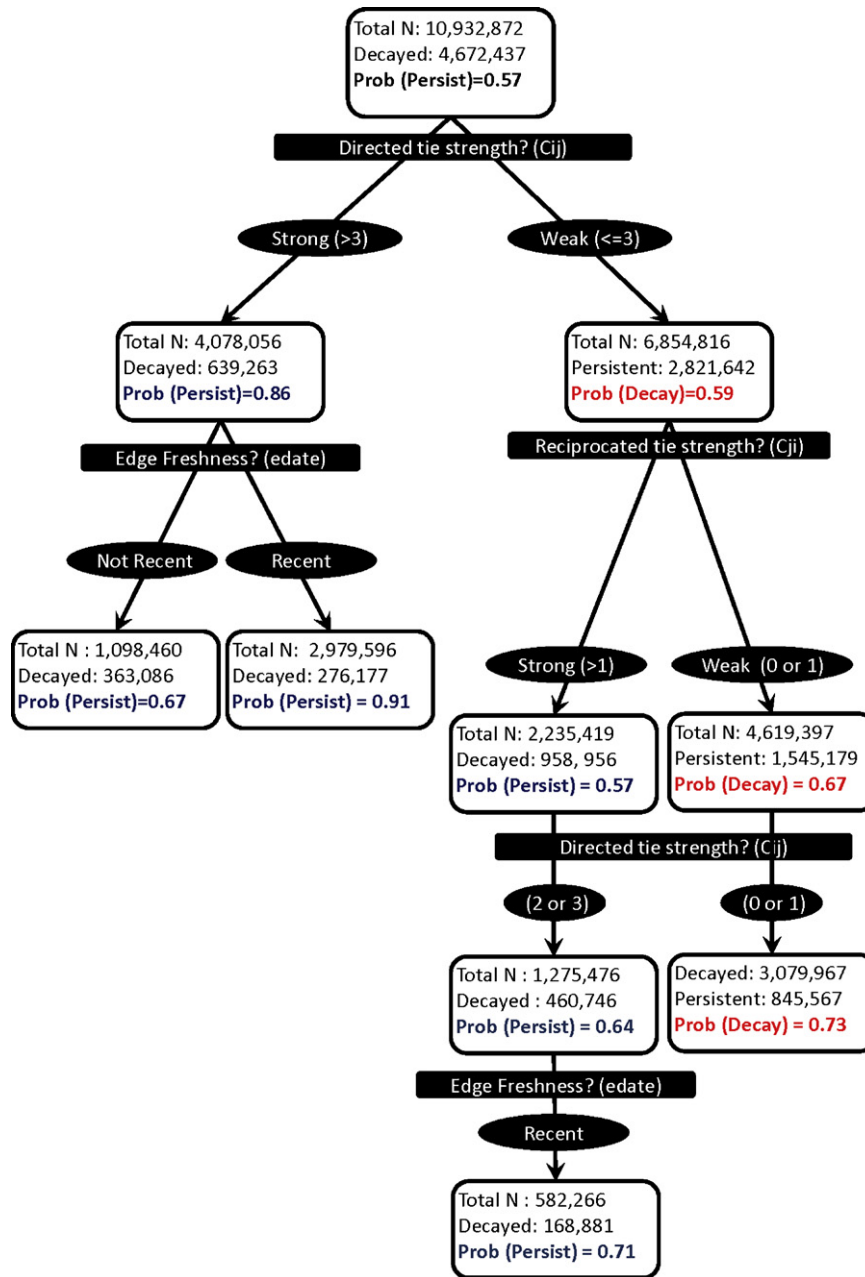 Total N: 10,932,872
Decayed: 4,672,437
Prob (Persist)=0.57
Directed tie strength? (Cij)
Strong (>3)
Weak (<=3)
Total N: 4,078,056
Decayed: 639,263
Prob (Persist)=0.86
Total N: 6,854,816
Persistent: 2,821,642
Prob (Decay)=0.59
Edge Freshness? (edate)
Reciprocated tie strength? (Cji)
Not Recent
Recent
Total N : 1,098,460
Decayed: 363,086
Prob (Persist)=0.67
Total N: 2,979,596
Decayed: 276,177
Prob (Persist) = 0.91
Strong (>1)
Weak (0 or 1)
Total N: 2,235,419
Decayed: 958, 956
Prob (Persist) = 0.57
Total N: 4,619,397
Persistent: 1,545,179
Prob (Decay) = 0.67
Directed tie strength? (Cij)
(2 or 3)
(0 or 1)
Total N : 1,275,476
Decayed : 460,746
Prob (Persist) = 0.64
Decayed: 3,079,967
Persistent: 845,567
Prob (Decay) = 0.73
Edge Freshness? (edate)
Recent
Total N : 582,266
Decayed: 168,881
Prob (Persist) = 0.71